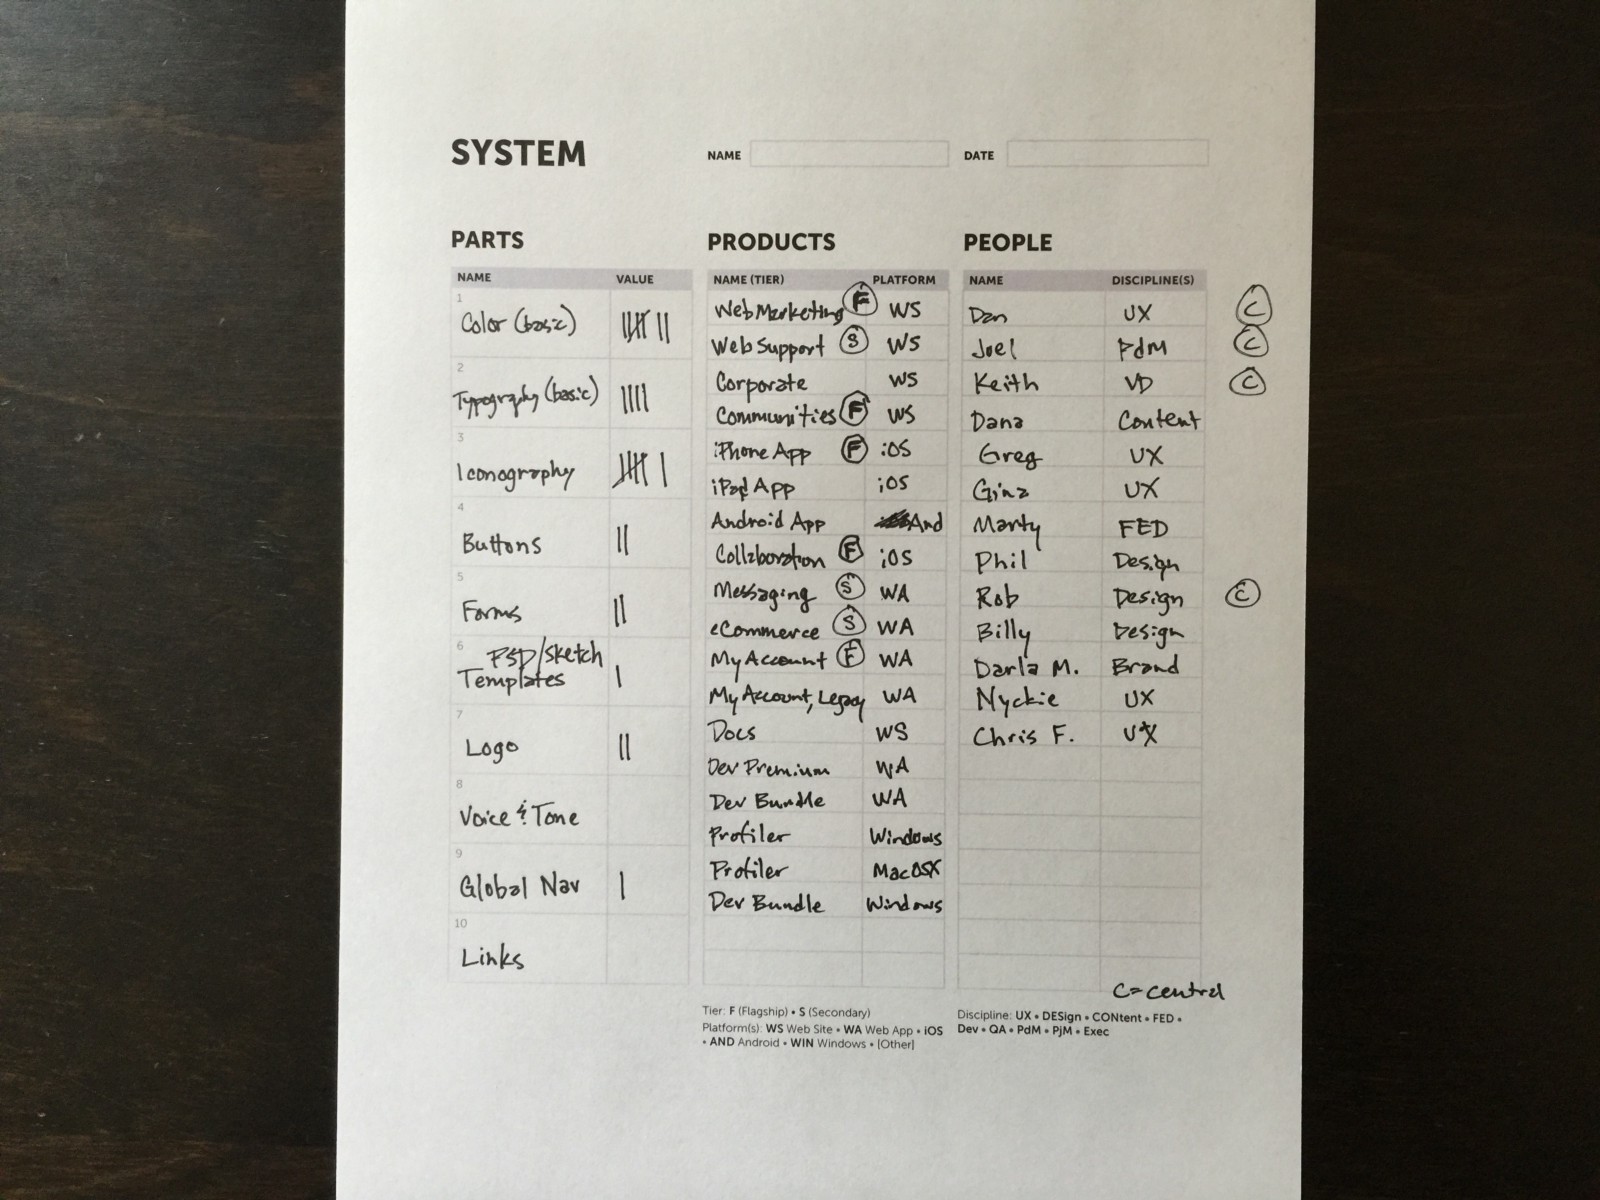 SYSTEM
NAME
DATE
PARTS
NAME VALUE
1
Color (basic) |||| ||
2
Typography (basic) ||||
3
Iconography |||| |
4
Buttons ||
5
Forms ||
6
PSD/Sketch
Templates |
7
Logo ||
8
Voice & Tone
9
Global Nav |
10
Links
PRODUCTS
NAME (TIER) PLATFORM
Web Marketing F WS
Web Support S WS
Corporate WS
Communities F WS
iPhone App F iOS
iPad App iOS
Android App And
Collaboration F iOS
Messaging S WA
eCommerce S WA
My Account F WA
My Account, Legacy WA
Docs WS
Dev Premium WA
Dev Bundle WA
Profiler Windows
Profiler MacOSX
Dev Bundle Windows
Tier: F (Flagship) • S (Secondary)
Platform(s): WS Web Site • WA Web App • iOS
• AND Android • WIN Windows • [Other]
PEOPLE
NAME DISCIPLINE(S)
Dan UX C
Joel PdM C
Keith VD C
Dana Content
Greg UX
Gina UX
Marty FED
Phil Design
Rob Design C
Billy Design
Darla M. Brand
Nyckie UX
Chris F. UX
C=central
Discipline: UX • DESign • CONtent • FED •
Dev • QA • PdM • PjM • Exec